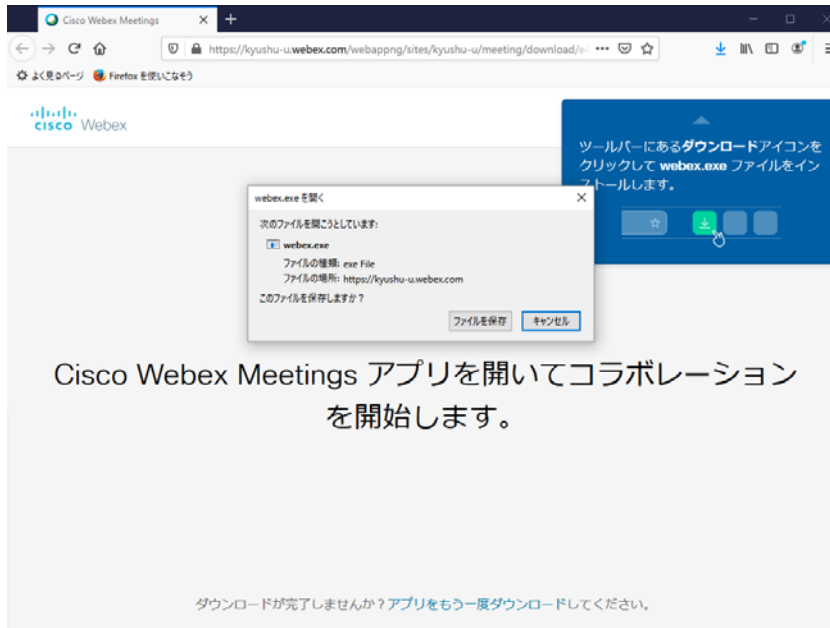 Cisco Webex Meetings
https://kyushu-u.webex.com/webappng/sites/kyushu-u/meeting/download/e
よく見るページ Firefox を使いこなそう
cisco Webex
ツールバーにあるダウンロードアイコンを
クリックして webex.exe ファイルをイン
ストールします。
webex.exe を開く
次のファイルを開こうとしています:
webex.exe
ファイルの種類: exe File
ファイルの場所: https://kyushu-u.webex.com
このファイルを保存しますか?
ファイルを保存 キャンセル
Cisco Webex Meetings アプリを開いてコラボレーション
を開始します。
ダウンロードが完了しませんか?アプリをもう一度ダウンロードしてください。